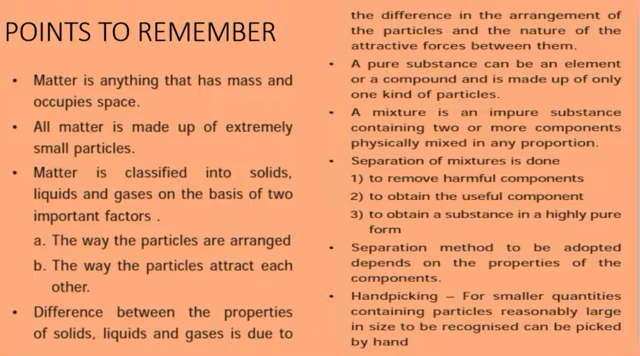 POINTS TO REMEMBER
• Matter is anything that has mass and
occupies space.
• All matter is made up of extremely
small particles.
• Matter is classified into solids,
liquids and gases on the basis of two
important factors .
a. The way the particles are arranged
b. The way the particles attract each
other.
• Difference between the properties
of solids, liquids and gases is due to
the difference in the arrangement of
the particles and the nature of the
attractive forces between them.
• A pure substance can be an element
or a compound and is made up of only
one kind of particles.
• A mixture is an impure substance
containing two or more components
physically mixed in any proportion.
• Separation of mixtures is done
1) to remove harmful components
2) to obtain the useful component
3) to obtain a substance in a highly pure
form
• Separation method to be adopted
depends on the properties of the
components.
• Handpicking – For smaller quantities
containing particles reasonably large
in size to be recognised can be picked
by hand